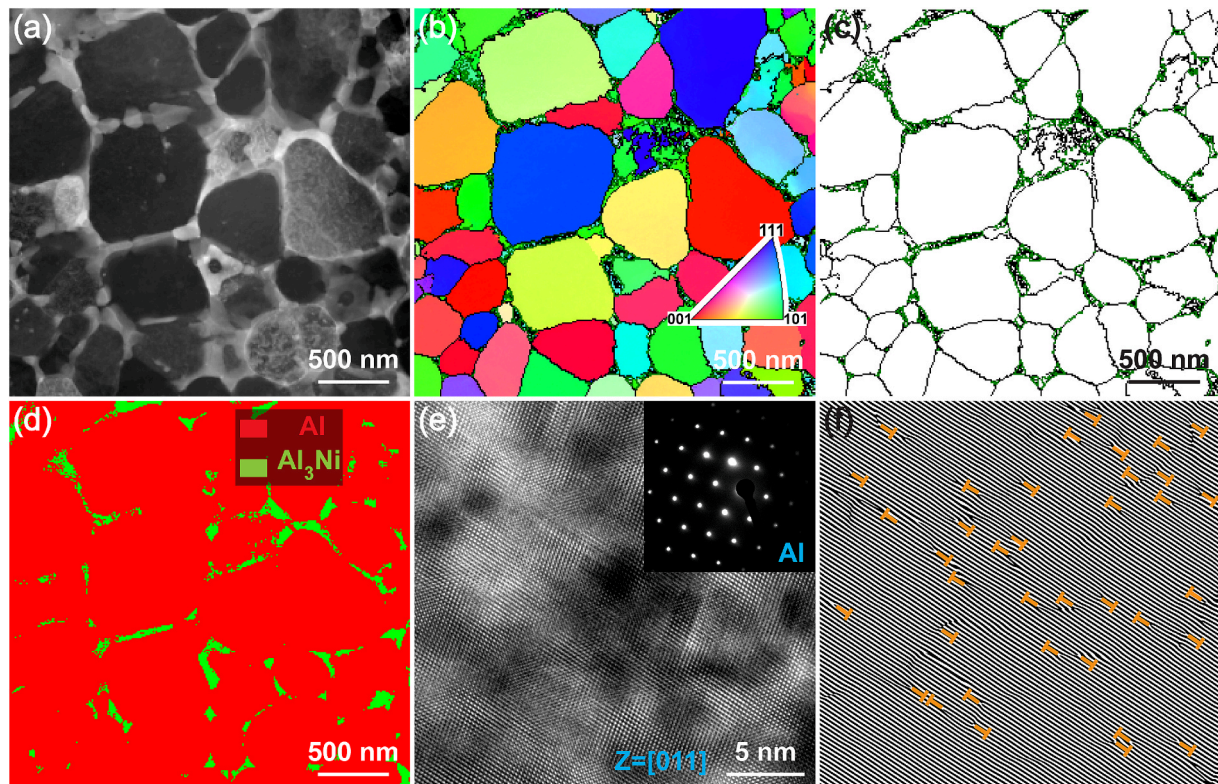 (a)
500 nm
(b)
111
001
101
500 nm
(c)
500 nm
(d)
Al
Al₃Ni
500 nm
(e)
Al
Z=[011]
5 nm
(f)